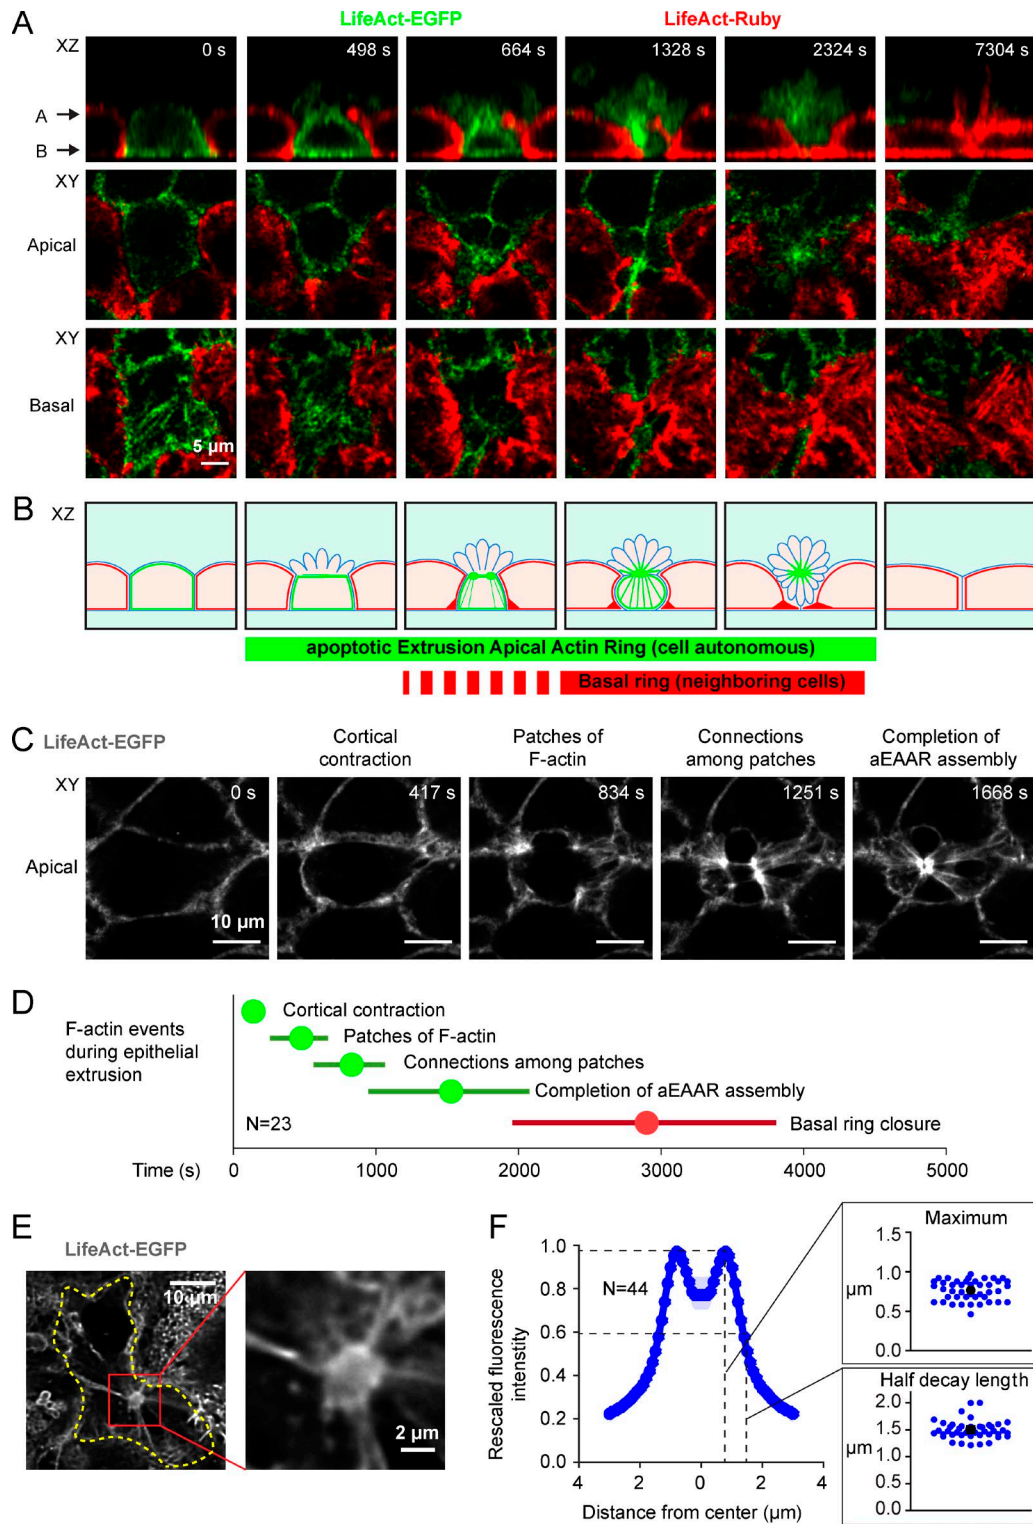 A
LifeAct-EGFP
LifeAct-Ruby
XZ
0 s
498 s
664 s
1328 s
2324 s
7304 s
A
B
XY
Apical
XY
Basal
5 µm
B
XZ
apoptotic Extrusion Apical Actin Ring (cell autonomous)
Basal ring (neighboring cells)
C
LifeAct-EGFP
Cortical
contraction
Patches of
F-actin
Connections
among patches
Completion of
aEAAR assembly
XY
0 s
417 s
834 s
1251 s
1668 s
Apical
10 µm
D
F-actin events
during epithelial
extrusion
Cortical contraction
Patches of F-actin
Connections among patches
Completion of aEAAR assembly
N=23
Basal ring closure
Time (s)
0
1000
2000
3000
4000
5000
E
LifeAct-EGFP
10 µm
2 µm
F
Rescaled fluorescence
intenstity
1.0
0.8
0.6
0.4
0.2
N=44
4
2
0
2
4
Distance from center (µm)
Maximum
µm
1.5
1.0
0.5
0.0
Half decay length
µm
2.0
1.5
1.0
0.5
0.0